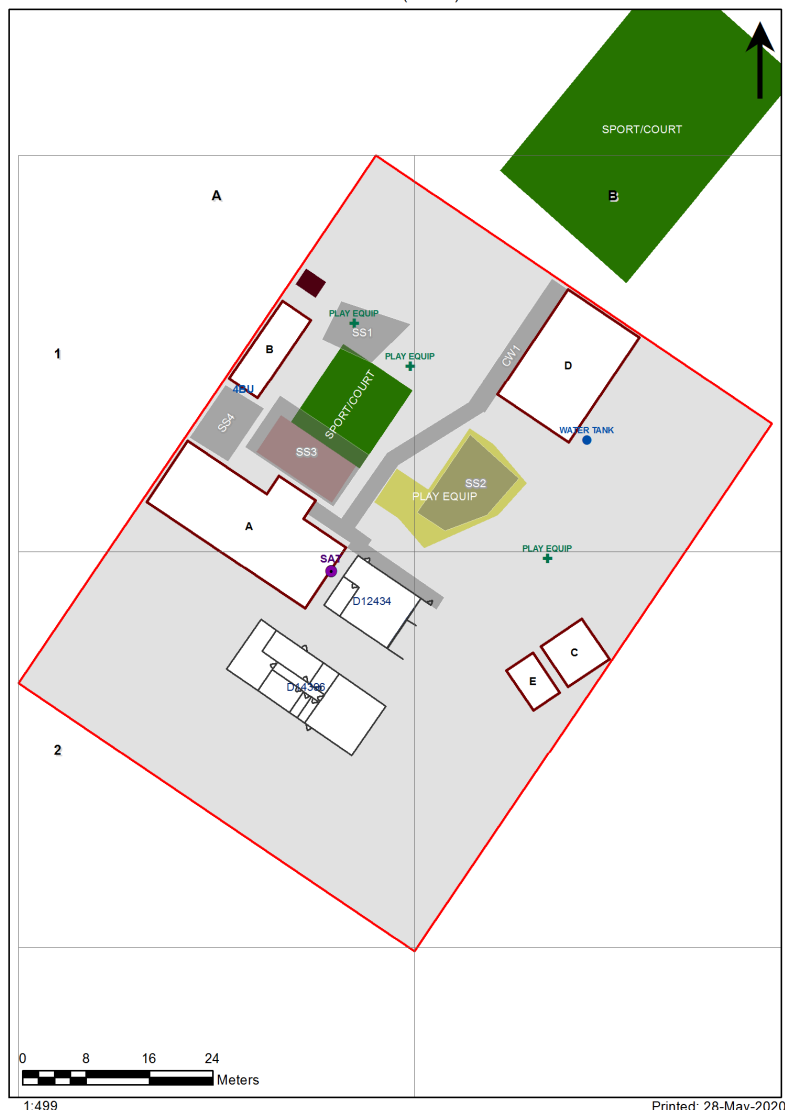 SPORT/COURT
A
B
PLAY EQUIP
SS1
1
B
PLAY EQUIP
CW1
D
4BU
SPORT/COURT
SS4
WATER TANK
SS3
SS2
PLAY EQUIP
A
PLAY EQUIP
SAT
D12434
C
E
2
0 8 16 24
Meters
1:499
Printed: 28-May-2020